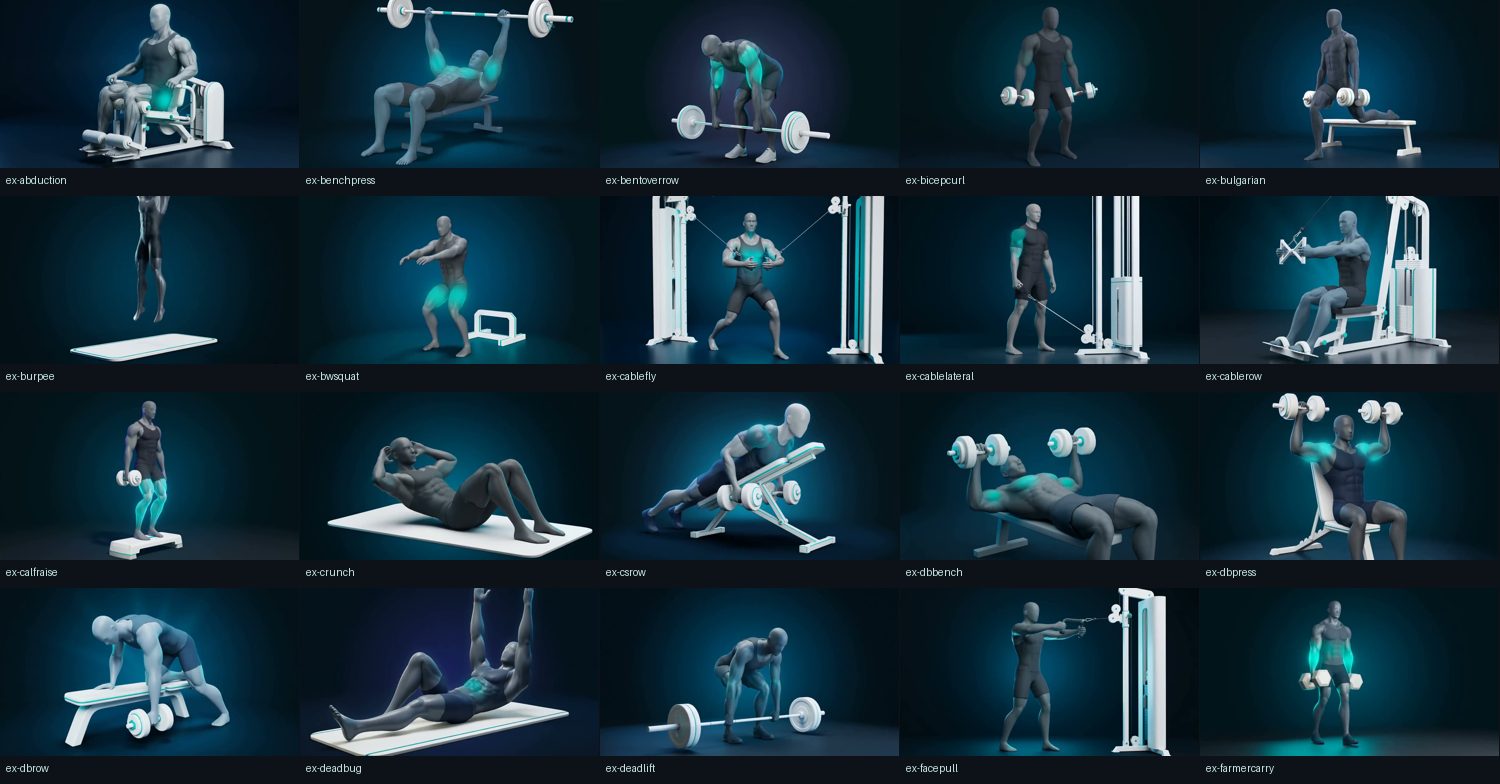 ex-abduction
ex-benchpress
ex-bentoverrow
ex-bicepcurl
ex-bulgarian
ex-burpee
ex-bwsquat
ex-cablefly
ex-cablelateral
ex-cablerow
ex-calfraise
ex-crunch
ex-csrow
ex-dbbench
ex-dbpress
ex-dbrow
ex-deadbug
ex-deadlift
ex-facepull
ex-farmercarry